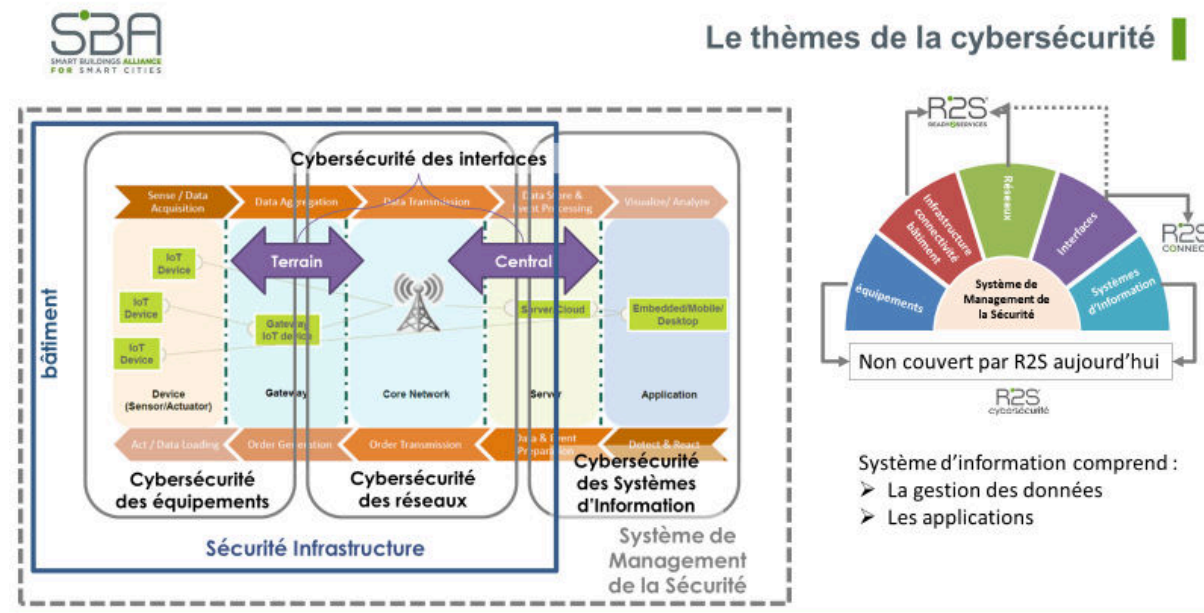 SBA
SMART BUILDINGS ALLIANCE
FOR SMART CITIES
Le thèmes de la cybersécurité
Cybersécurité des interfaces
Sense / Data
Acquisition
Data Aggregation
Data Transmission
Data Store &
Event Processing
Visualize/ Analyze
Terrain
Central
IoT
Device
IoT
Device
IoT
Device
Gateway
IoT device
Server/Cloud
Embedded/Mobile/
Desktop
bâtiment
Device
(Sensor/Actuator)
Gateway
Core Network
Server
Application
Act / Data Loading
Order Generation
Order Transmission
Data & Event
Preparation
Detect & React
Cybersécurité
des équipements
Cybersécurité
des réseaux
Cybersécurité
des Systèmes
d'Information
Sécurité Infrastructure
Système de
Management
de la Sécurité
R2S
READY2SERVICES
équipements
Infrastructure
connectivité
bâtiment
Réseaux
Interfaces
Systèmes
d'Information
Système de
Management de
la Sécurité
R2S
CONNECT
Non couvert par R2S aujourd'hui
R2S
cybersécurité
Système d'information comprend :
➢ La gestion des données
➢ Les applications